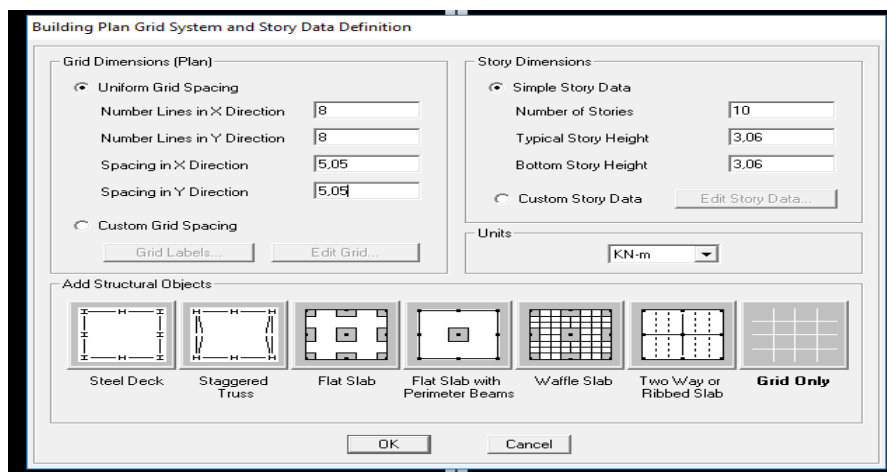 Building Plan Grid System and Story Data Definition
Grid Dimensions (Plan)
Uniform Grid Spacing
Number Lines in X Direction 8
Number Lines in Y Direction 8
Spacing in X Direction 5,05
Spacing in Y Direction 5,05
Custom Grid Spacing
Grid Labels... Edit Grid...
Story Dimensions
Simple Story Data
Number of Stories 10
Typical Story Height 3,06
Bottom Story Height 3,06
Custom Story Data Edit Story Data...
Units
KN-m
Add Structural Objects
Steel Deck
Staggered
Truss
Flat Slab
Flat Slab with
Perimeter Beams
Waffle Slab
Two Way or
Ribbed Slab
Grid Only
OK Cancel